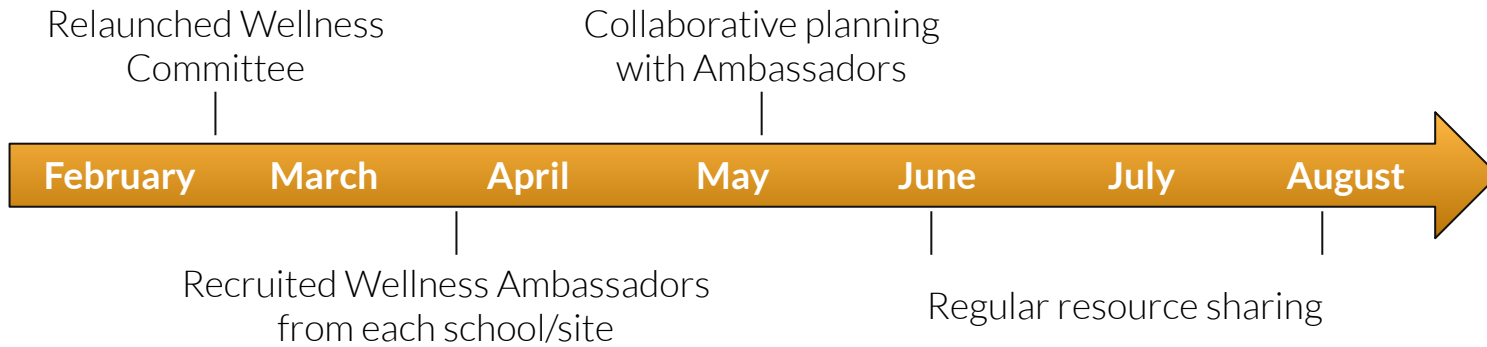 Relaunched Wellness
Committee
Collaborative planning
with Ambassadors
February March April May June July August
Recruited Wellness Ambassadors
from each school/site
Regular resource sharing